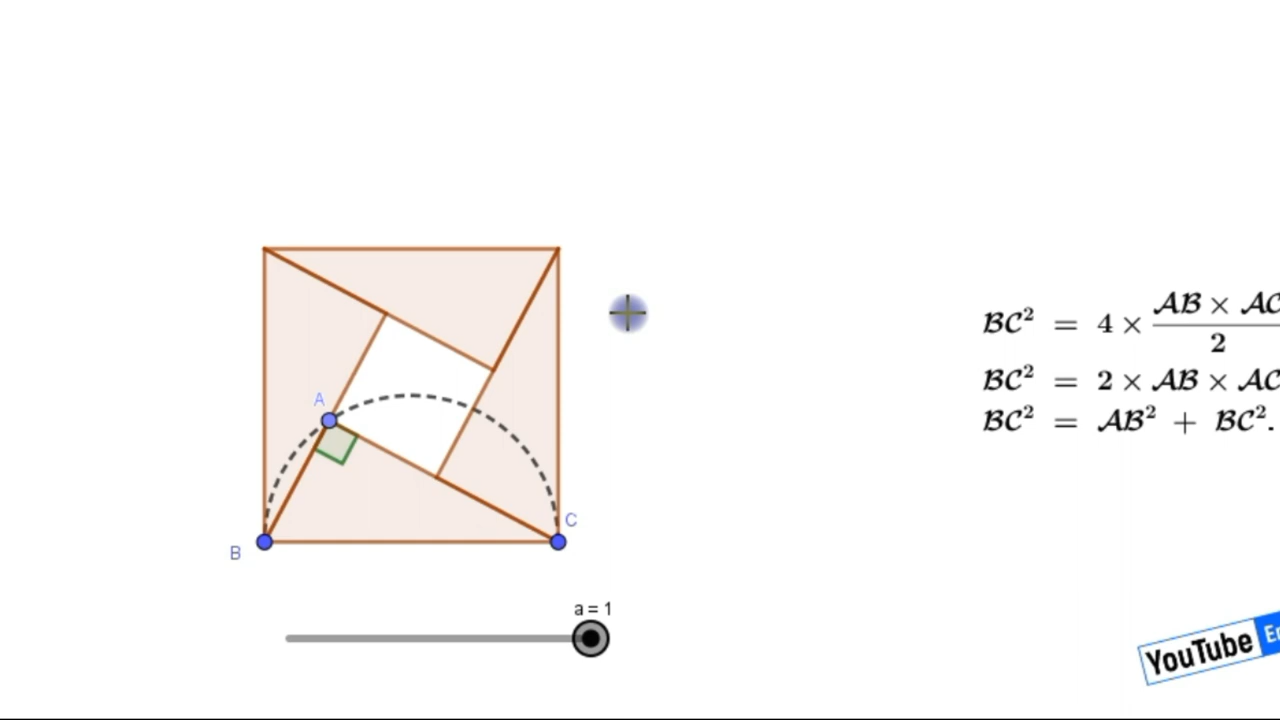 A
B
C
a = 1
BC² = 4 × AB × AC
2
BC² = 2 × AB × AC
BC² = AB² + BC².
YouTube